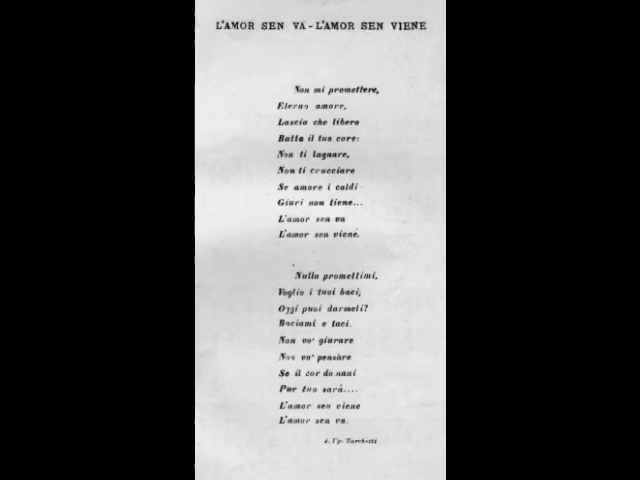 L'AMOR SEN VA - L'AMOR SEN VIENE
Non mi promettere,
Eterno amore,
Lascia che libero
Batta il tuo core:
Non ti lagnare,
Non ti crucciare
Se amore i caldi
Giuri non tiene...
L'amor sen va
L'amor sen viene.
Nulla promettimi,
Voglio i tuoi baci;
Oggi puoi darmeli?
Baciami e taci.
Non vo' giurare
Non vo' pensare
Se il cor domani
Pur tuo sarà....
L'amor sen viene
L'amor sen va.
Tarchetti